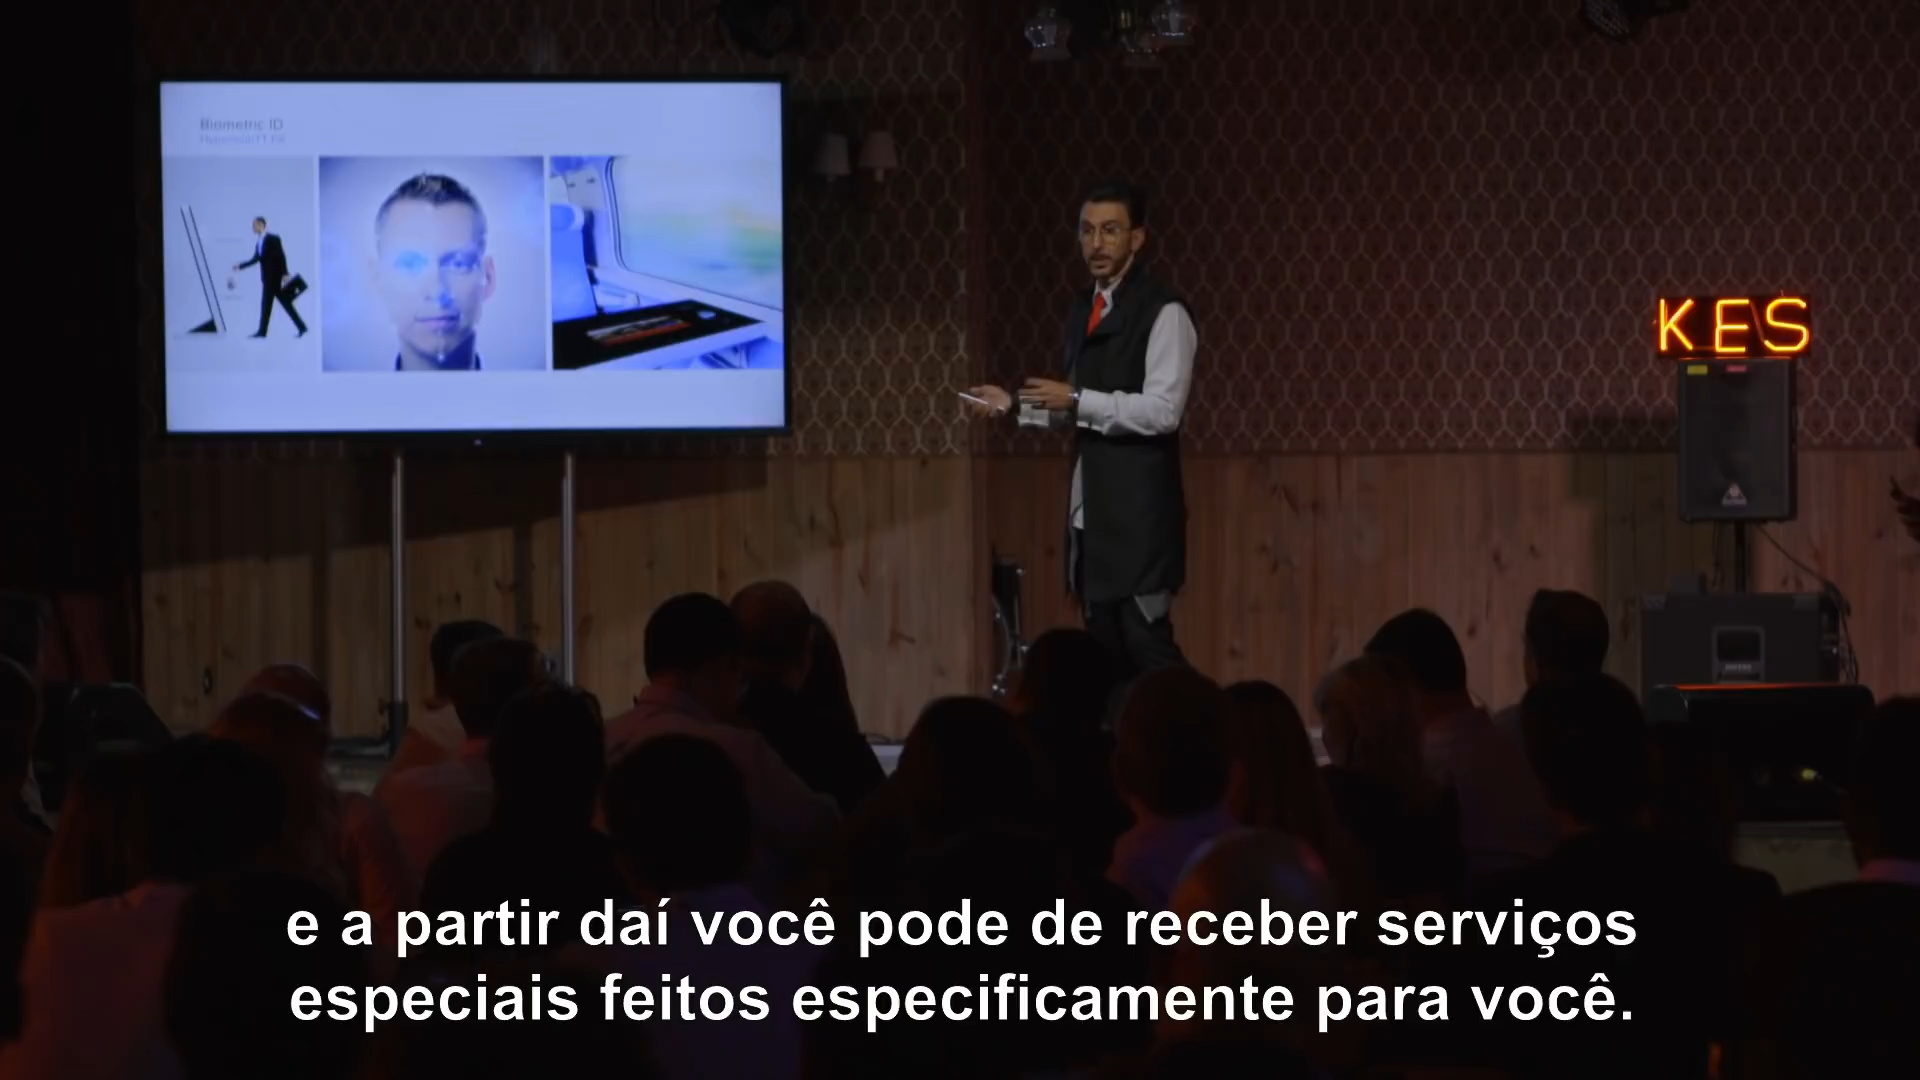 Biometric ID
KES
e a partir daí você pode de receber serviços
especiais feitos especificamente para você.